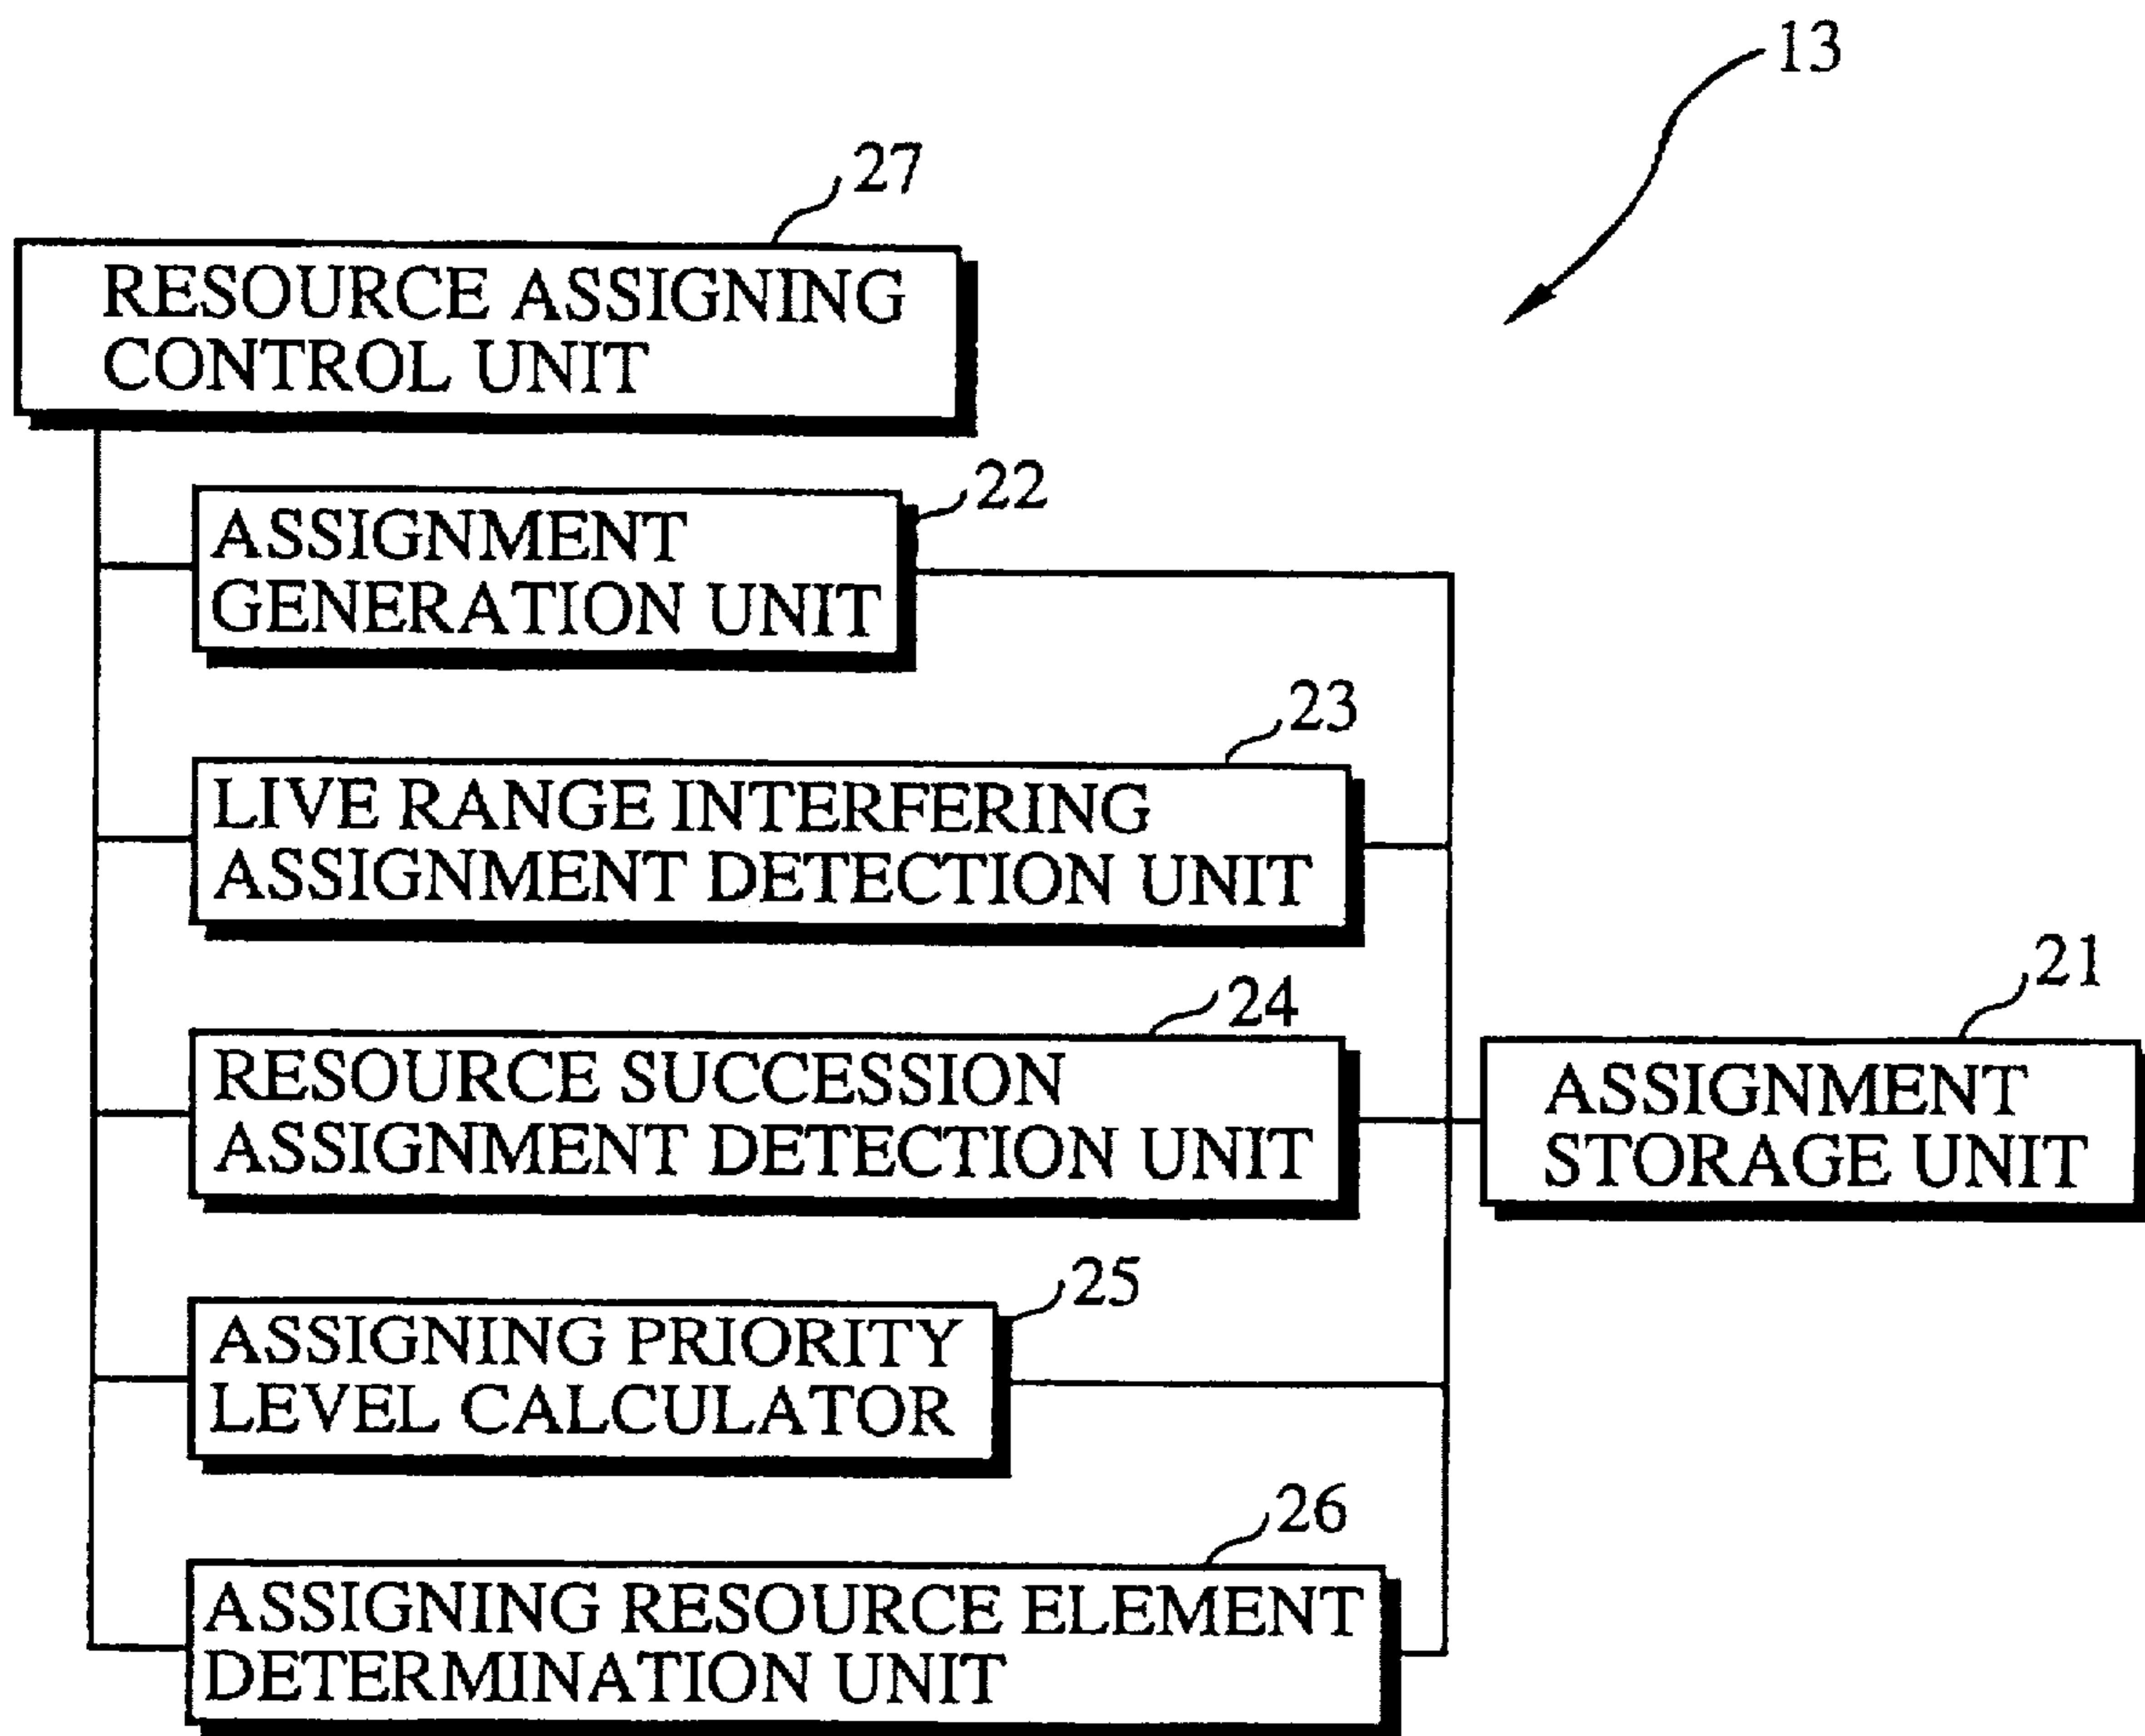 13
27
RESOURCE ASSIGNING
CONTROL UNIT
22
ASSIGNMENT
GENERATION UNIT
23
LIVE RANGE INTERFERING
ASSIGNMENT DETECTION UNIT
24
RESOURCE SUCCESSION
ASSIGNMENT DETECTION UNIT
21
ASSIGNMENT
STORAGE UNIT
25
ASSIGNING PRIORITY
LEVEL CALCULATOR
26
ASSIGNING RESOURCE ELEMENT
DETERMINATION UNIT